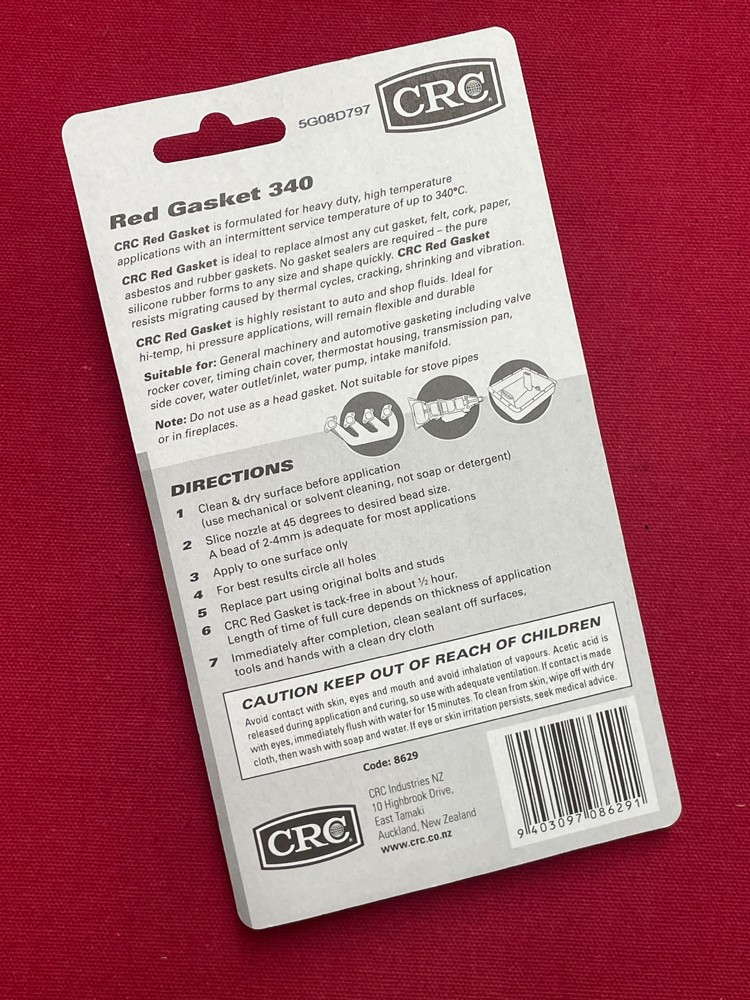 5G08D797
CRC
Red Gasket 340
CRC Red Gasket is formulated for heavy duty, high temperature
applications with an intermittent service temperature of up to 340°C.
CRC Red Gasket is ideal to replace almost any cut gasket, felt, cork, paper,
asbestos and rubber gaskets. No gasket sealers are required – the pure
silicone rubber forms to any size and shape quickly. CRC Red Gasket
resists migrating caused by thermal cycles, cracking, shrinking and vibration.
CRC Red Gasket is highly resistant to auto and shop fluids. Ideal for
hi-temp, hi pressure applications, will remain flexible and durable
Suitable for: General machinery and automotive gasketing including valve
rocker cover, timing chain cover, thermostat housing, transmission pan,
side cover, water outlet/inlet, water pump, intake manifold.
Note: Do not use as a head gasket. Not suitable for stove pipes
or in fireplaces.
DIRECTIONS
1 Clean & dry surface before application
(use mechanical or solvent cleaning, not soap or detergent)
2 Slice nozzle at 45 degrees to desired bead size.
A bead of 2-4mm is adequate for most applications
3 Apply to one surface only
4 For best results circle all holes
5 Replace part using original bolts and studs
6 CRC Red Gasket is tack-free in about ½ hour.
Length of time of full cure depends on thickness of application
7 Immediately after completion, clean sealant off surfaces,
tools and hands with a clean dry cloth
CAUTION KEEP OUT OF REACH OF CHILDREN
Avoid contact with skin, eyes and mouth and avoid inhalation of vapours. Acetic acid is
released during application and curing, so use with adequate ventilation. If contact is made
with eyes, immediately flush with water for 15 minutes. To clean from skin, wipe off with dry
cloth, then wash with soap and water. If eye or skin irritation persists, seek medical advice.
Code: 8629
CRC
CRC Industries NZ
10 Highbrook Drive,
East Tamaki
Auckland, New Zealand
www.crc.co.nz
9 403097 086291